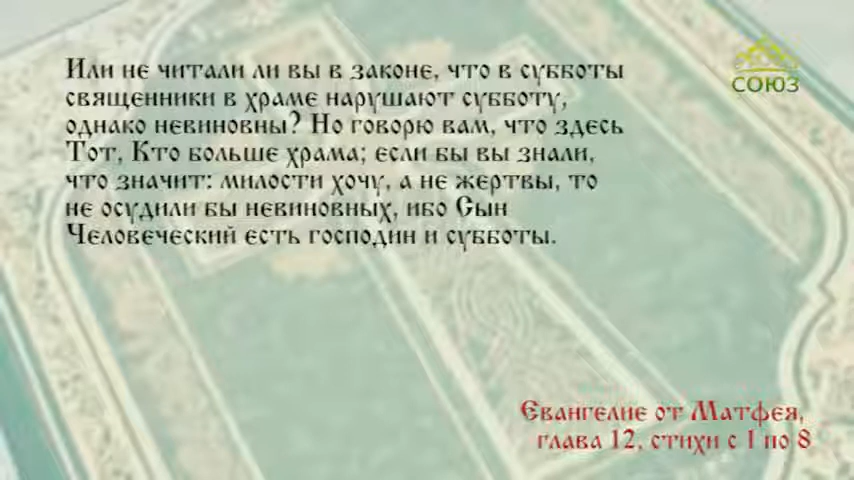 Или не читали ли вы в законе, что в субботы
священники в храме нарушают субботу,
однако невиновны? Но говорю вам, что здесь
Тот, Кто больше храма; если бы вы знали,
что значит: милости хочу, а не жертвы, то
не осудили бы невиновных, ибо Сын
Человеческий есть господин и субботы.
СОЮЗ
Евангелие от Матфея,
глава 12, стихи с 1 по 8